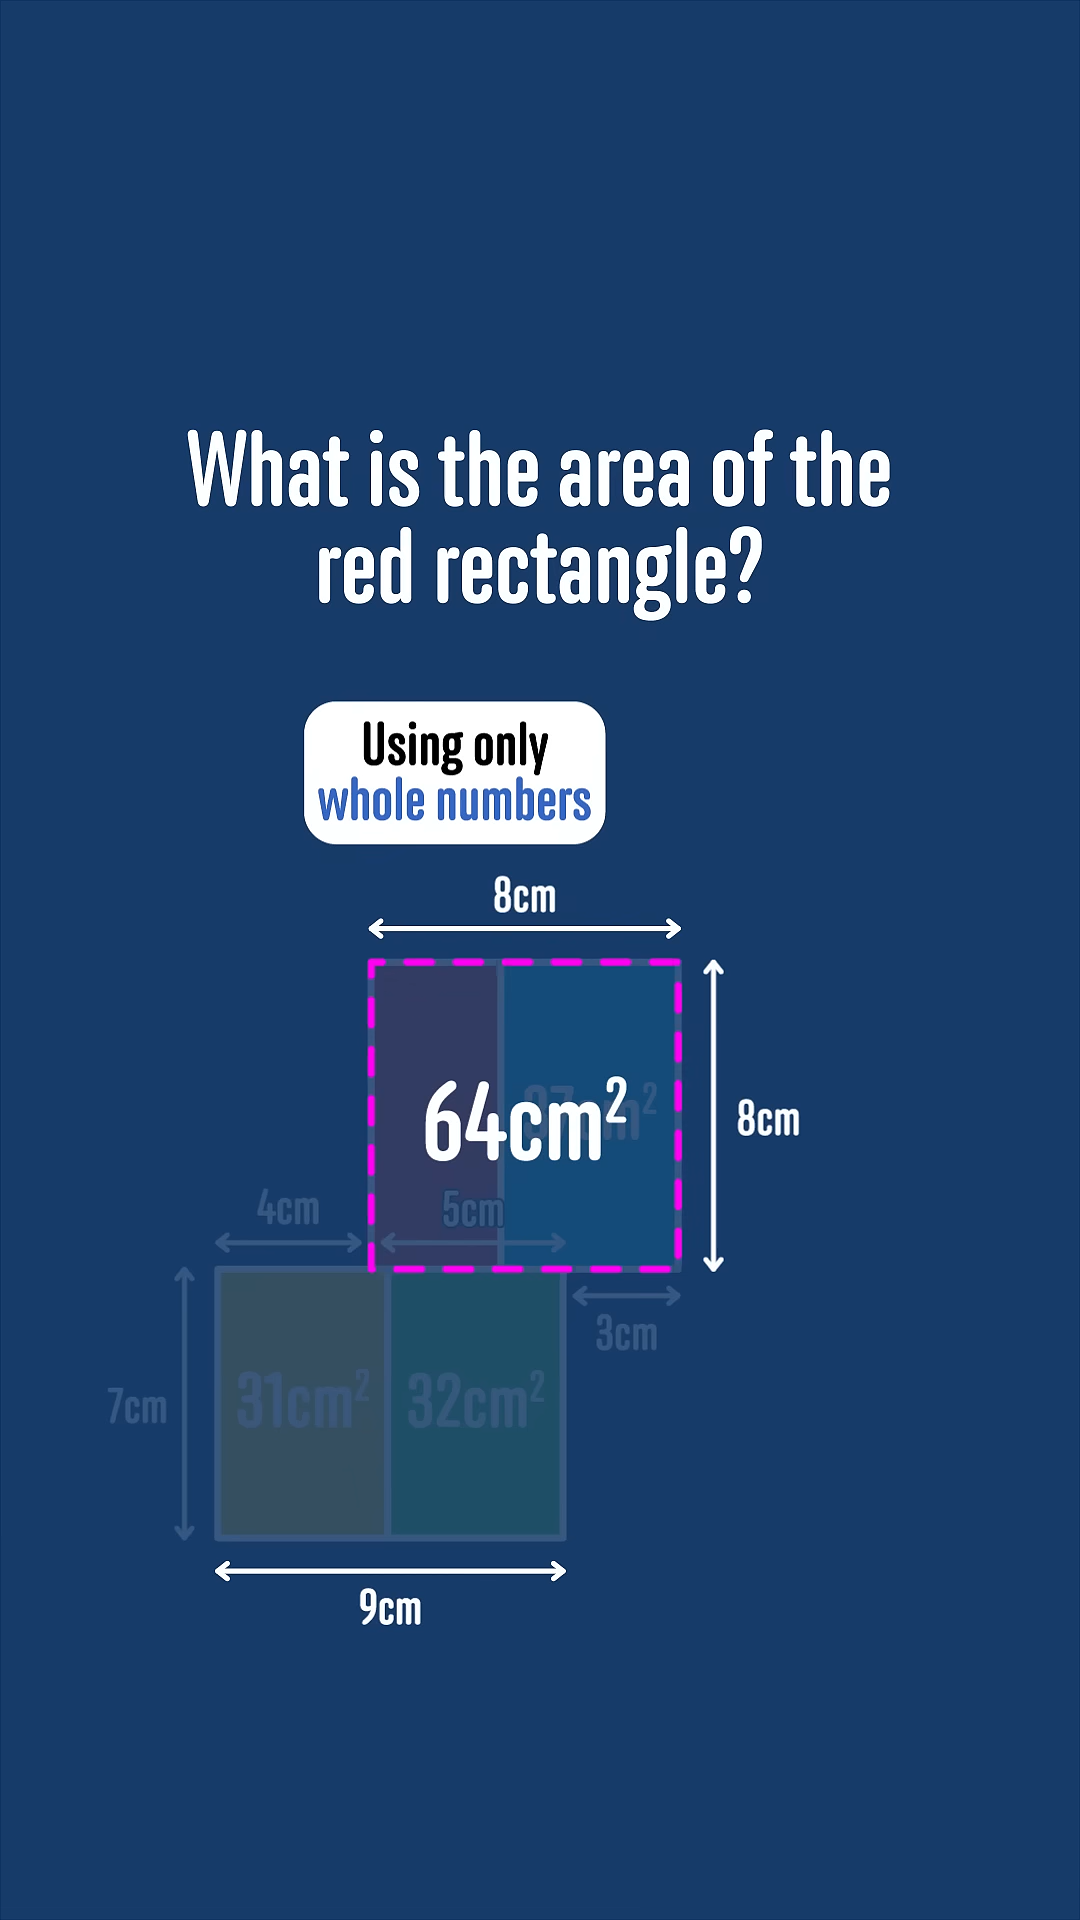 What is the area of the
red rectangle?
Using only
whole numbers
8cm
64cm²
8cm
4cm
5cm
3cm
7cm
31cm²
32cm²
9cm